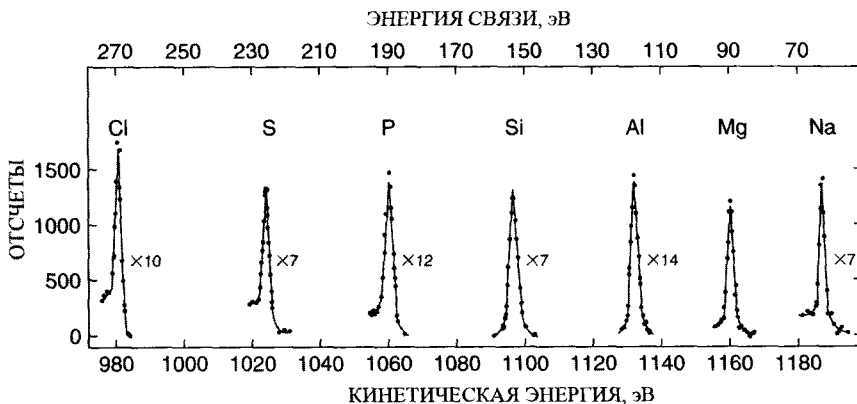 ЭНЕРГИЯ СВЯЗИ, эВ
270 250 230 210 190 170 150 130 110 90 70
Cl S P Si Al Mg Na
ОТСЧЕТЫ
1500
1000
500
0
×10 ×7 ×12 ×7 ×14 ×7
980 1000 1020 1040 1060 1080 1100 1120 1140 1160 1180
КИНЕТИЧЕСКАЯ ЭНЕРГИЯ, эВ